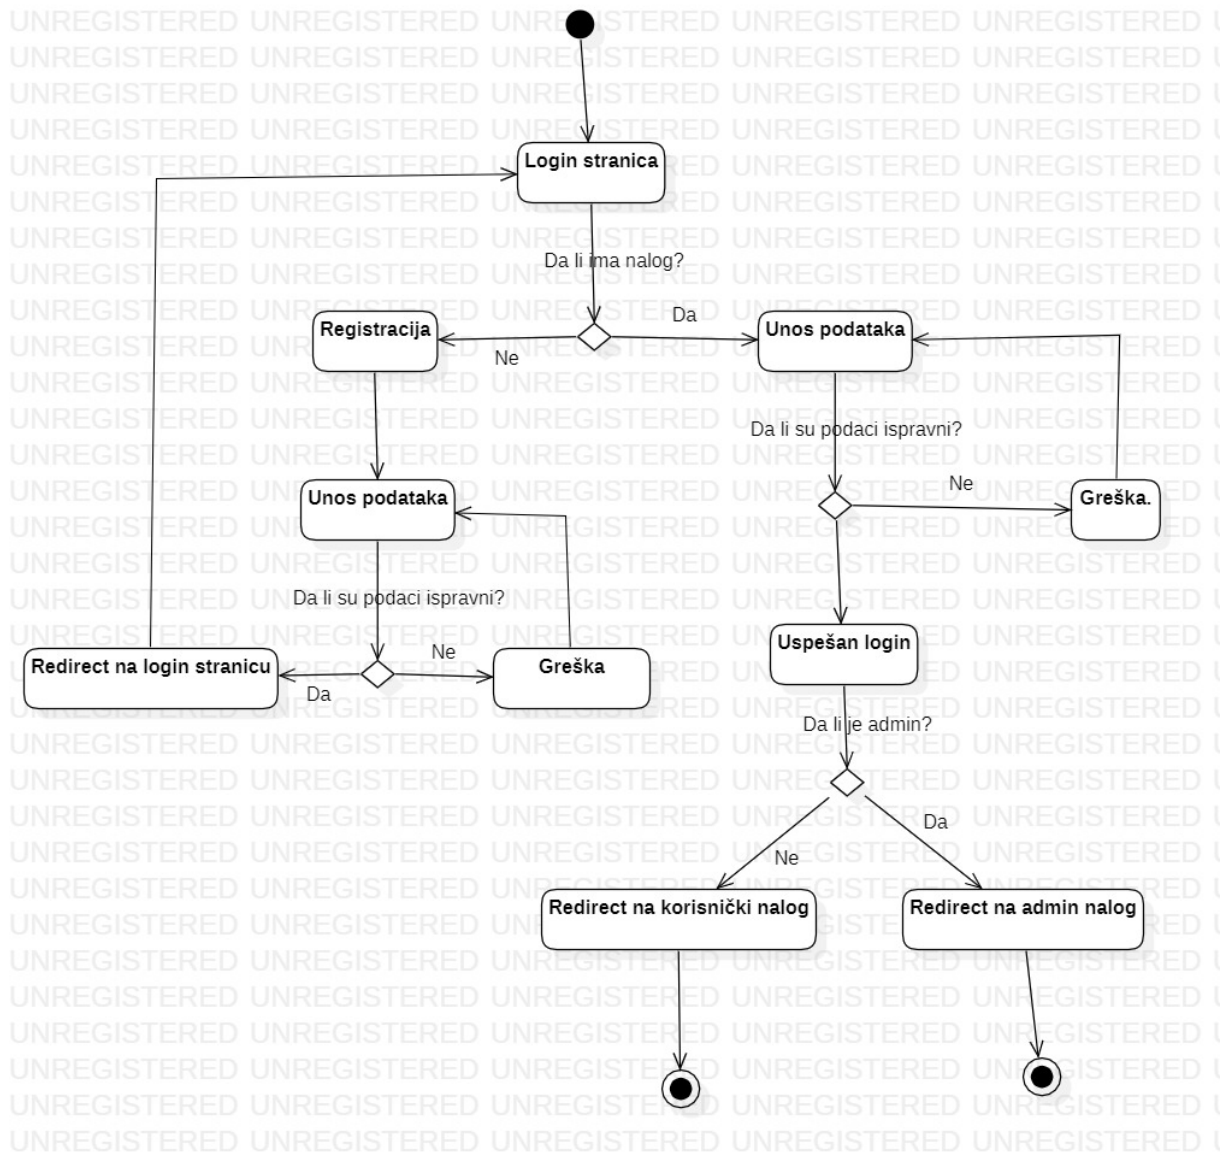 Login stranica
Da li ima nalog?
Registracija
Ne
Da
Unos podataka
Da li su podaci ispravni?
Ne
Greška.
Unos podataka
Da li su podaci ispravni?
Redirect na login stranicu
Da
Ne
Greška
Uspešan login
Da li je admin?
Ne
Da
Redirect na korisnički nalog
Redirect na admin nalog
UNREGISTERED